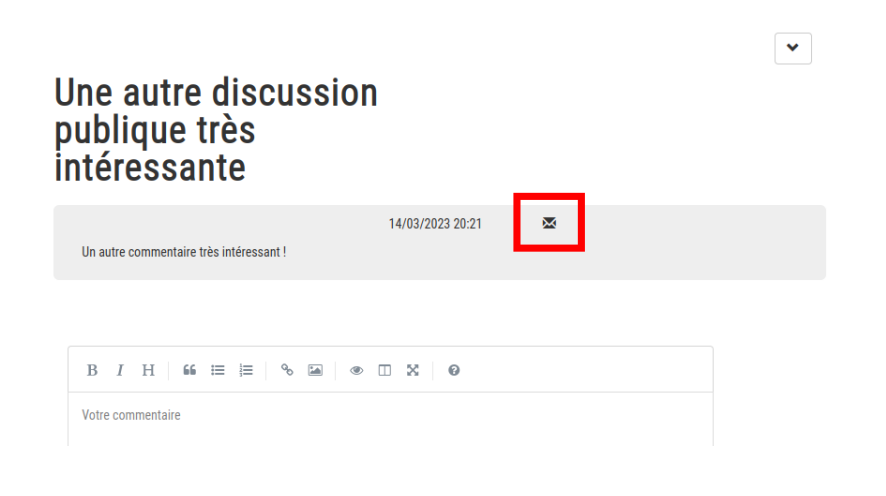 Une autre discussion
publique très
intéressante
14/03/2023 20:21
Un autre commentaire très intéressant !
B I H
Votre commentaire